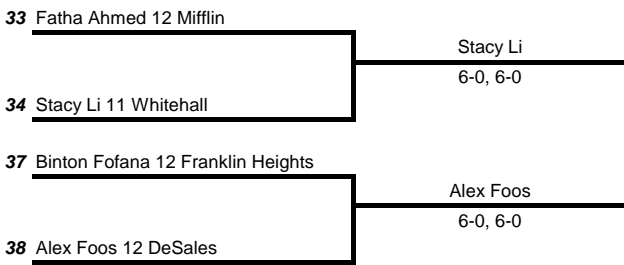 33 Fatha Ahmed 12 Mifflin
Stacy Li
6-0, 6-0
34 Stacy Li 11 Whitehall
37 Binton Fofana 12 Franklin Heights
Alex Foos
6-0, 6-0
38 Alex Foos 12 DeSales